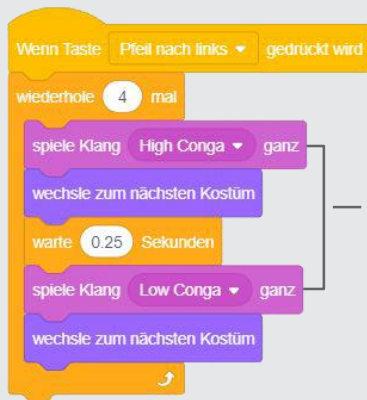 Wenn Taste Pfeil nach links gedrückt wird
wiederhole 4 mal
spiele Klang High Conga ganz
wechsle zum nächsten Kostüm
warte 0.25 Sekunden
spiele Klang Low Conga ganz
wechsle zum nächsten Kostüm